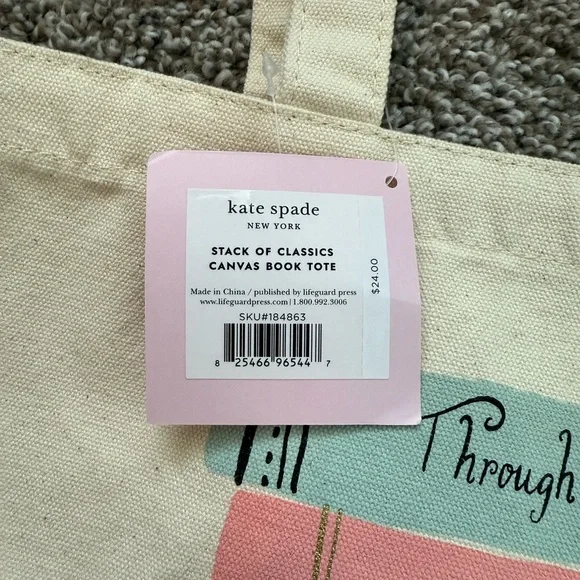 kate spade
NEW YORK
STACK OF CLASSICS
CANVAS BOOK TOTE
Made in China / published by lifeguard press
www.lifeguardpress.com | 1.800.992.3006
SKU#184863
8 25466 96544 7
$24.00
Through